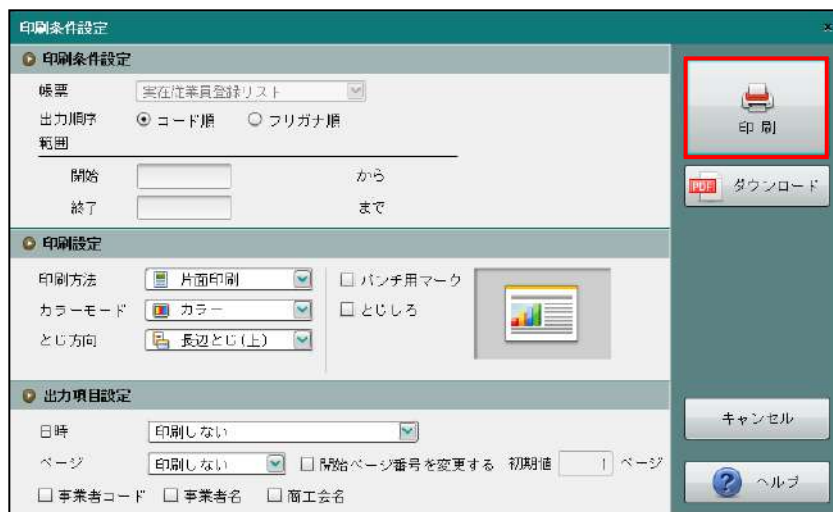 印刷条件設定
印刷条件設定
帳票 実在従業員登録リスト
出力順序 コード順 フリガナ順
範囲
開始 から
終了 まで
印刷設定
印刷方法 片面印刷 パンチ用マーク
カラーモード カラー とじしろ
とじ方向 長辺とじ(上)
出力項目設定
日時 印刷しない
ページ 印刷しない 開始ページ番号を変更する 初期値 1 ページ
事業者コード 事業者名 商工会名
印刷
PDF ダウンロード
キャンセル
? ヘルプ